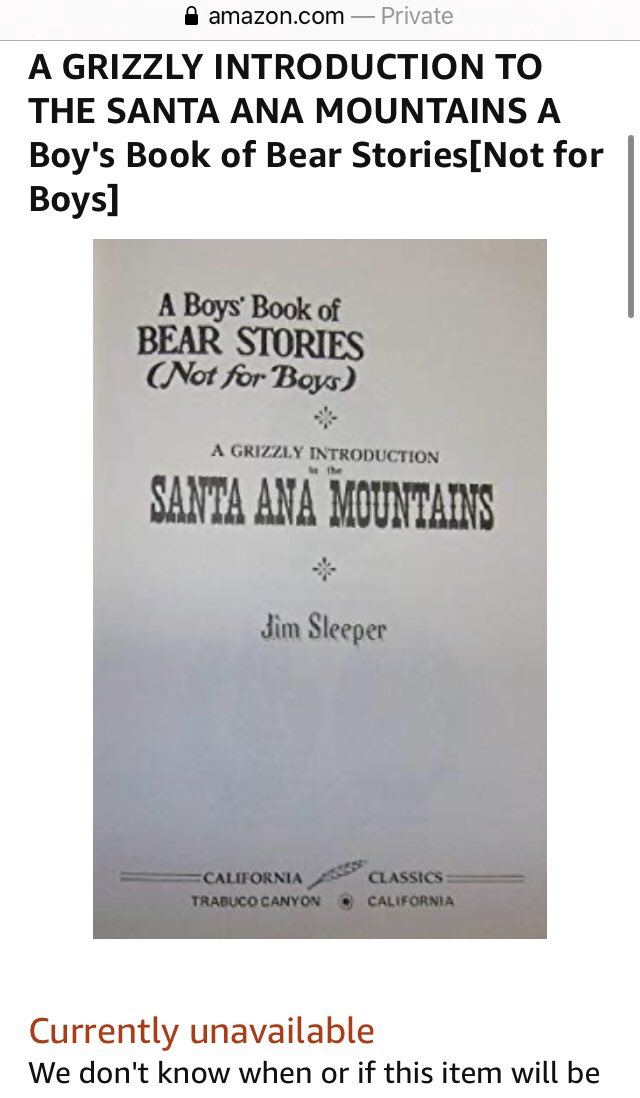 amazon.com — Private
A GRIZZLY INTRODUCTION TO
THE SANTA ANA MOUNTAINS A
Boy's Book of Bear Stories[Not for
Boys]
A Boys' Book of
BEAR STORIES
(Not for Boys)
A GRIZZLY INTRODUCTION
to the
SANTA ANA MOUNTAINS
Jim Sleeper
CALIFORNIA CLASSICS
TRABUCO CANYON CALIFORNIA
Currently unavailable
We don't know when or if this item will be